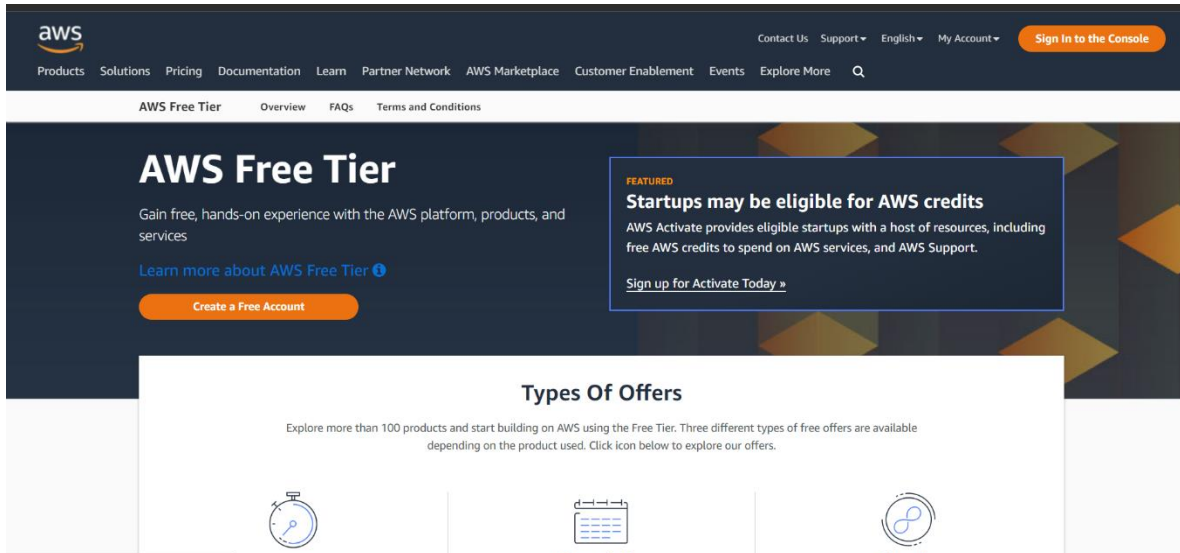 aws
Contact Us Support English My Account Sign In to the Console
Products Solutions Pricing Documentation Learn Partner Network AWS Marketplace Customer Enablement Events Explore More
AWS Free Tier Overview FAQs Terms and Conditions
AWS Free Tier
Gain free, hands-on experience with the AWS platform, products, and
services
Learn more about AWS Free Tier
Create a Free Account
FEATURED
Startups may be eligible for AWS credits
AWS Activate provides eligible startups with a host of resources, including
free AWS credits to spend on AWS services, and AWS Support.
Sign up for Activate Today »
Types Of Offers
Explore more than 100 products and start building on AWS using the Free Tier. Three different types of free offers are available
depending on the product used. Click icon below to explore our offers.